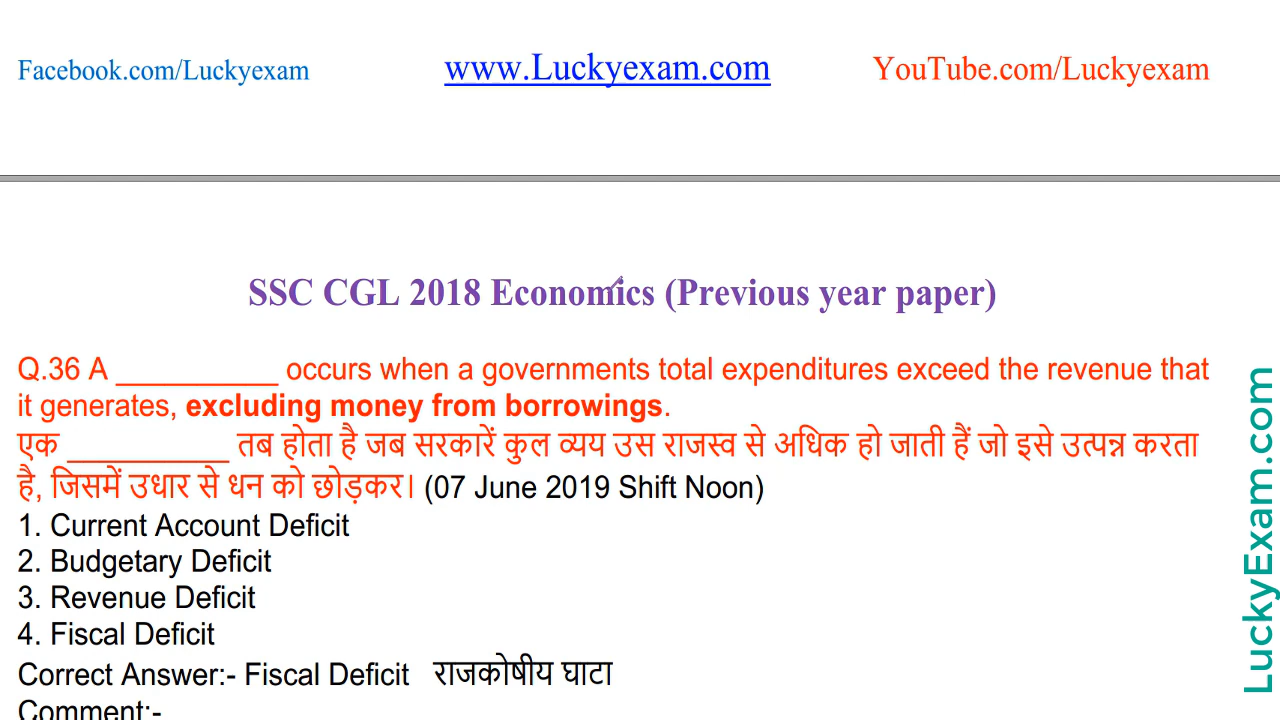 Facebook.com/Luckyexam www.Luckyexam.com YouTube.com/Luckyexam
SSC CGL 2018 Economics (Previous year paper)
Q.36 A __________ occurs when a governments total expenditures exceed the revenue that
it generates, excluding money from borrowings.
एक __________ तब होता है जब सरकारें कुल व्यय उस राजस्व से अधिक हो जाती हैं जो इसे उत्पन्न करता
है, जिसमें उधार से धन को छोड़कर। (07 June 2019 Shift Noon)
1. Current Account Deficit
2. Budgetary Deficit
3. Revenue Deficit
4. Fiscal Deficit
Correct Answer:- Fiscal Deficit राजकोषीय घाटा
Comment:-
LuckyExam.com